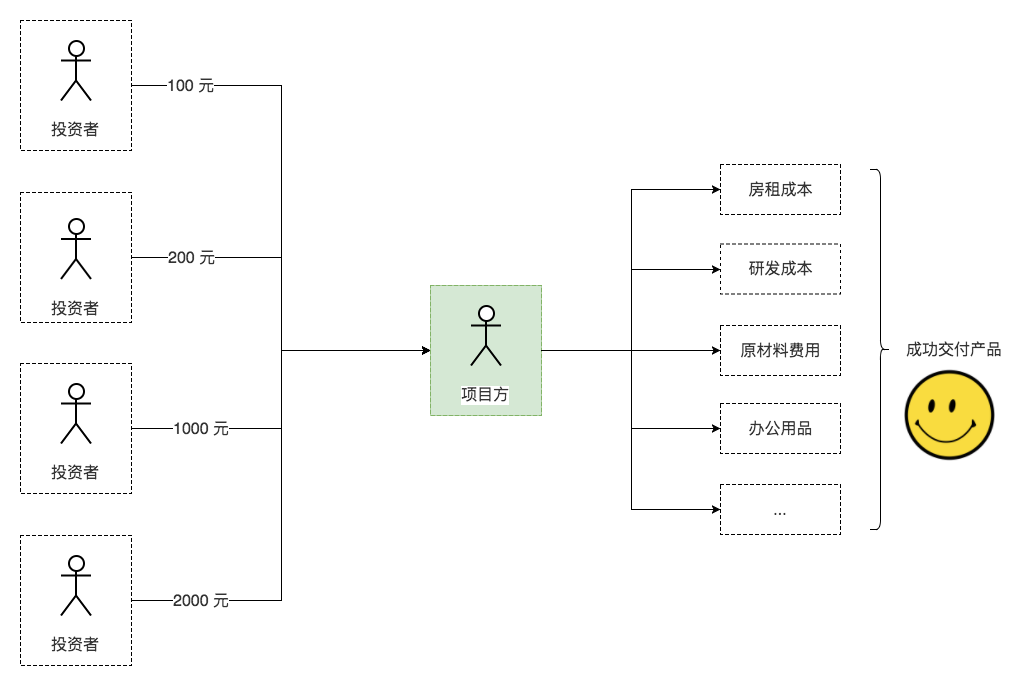 100 元
投资者
200 元
投资者
1000 元
投资者
2000 元
投资者
项目方
房租成本
研发成本
原材料费用
办公用品
...
成功交付产品